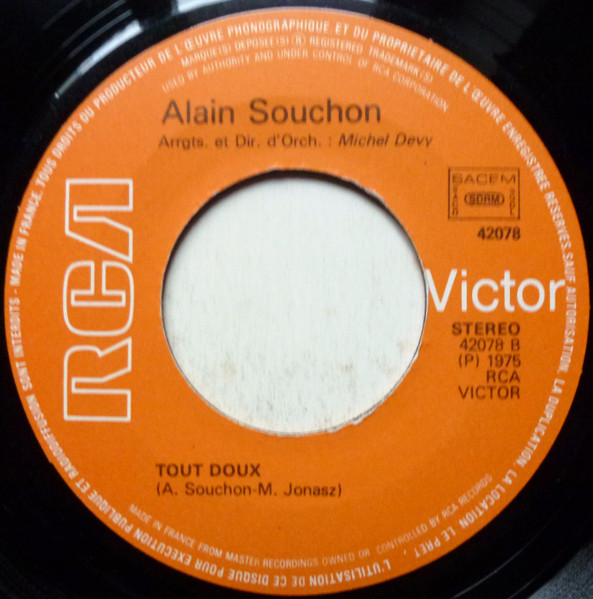 TOUS DROITS DU PRODUCTEUR DE L'ŒUVRE PHONOGRAPHIQUE ET DU PROPRIETAIRE DE L'ŒUVRE ENREGISTREE RESERVES. SAUF AUTORISATION, LA DUPLICATION, LA LOCATION, LE PRET, L'UTILISATION DE CE DISQUE POUR EXECUTION PUBLIQUE ET RADIODIFFUSION SONT INTERDITS - MADE IN FRANCE.
MARQUE(S) DEPOSEE(S) ® REGISTERED TRADEMARK(S)
USED BY AUTHORITY AND UNDER CONTROL OF RCA CORPORATION
Alain Souchon
Arrgts. et Dir. d'Orch. : Michel Devy
RCA
SACEM
SDRM
42078
Victor
STEREO
42078 B
(P) 1975
RCA
VICTOR
TOUT DOUX
(A. Souchon-M. Jonasz)
MADE IN FRANCE FROM MASTER RECORDINGS OWNED OR CONTROLLED BY RCA RECORDS